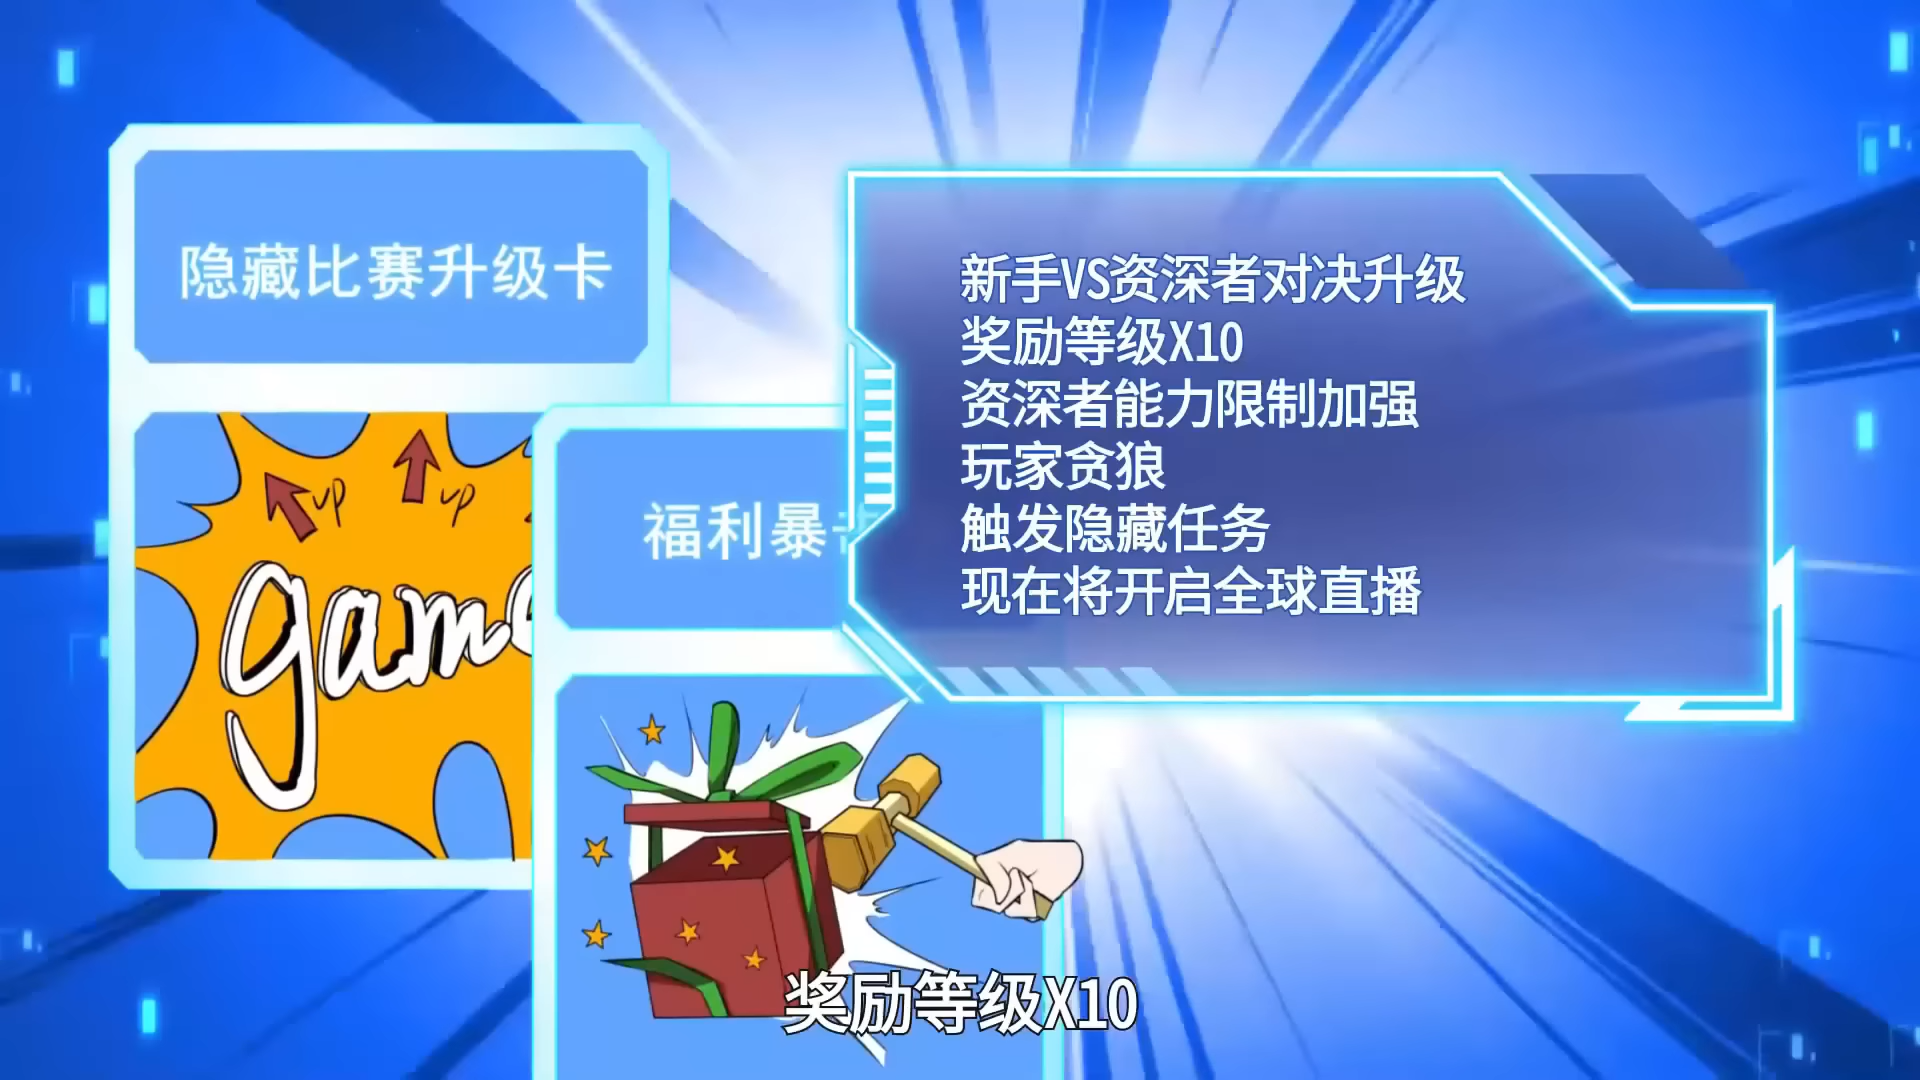 隐藏比赛升级卡
up
up
game
福利暴击
新手VS资深者对决升级
奖励等级X10
资深者能力限制加强
玩家贪狼
触发隐藏任务
现在将开启全球直播
奖励等级X10